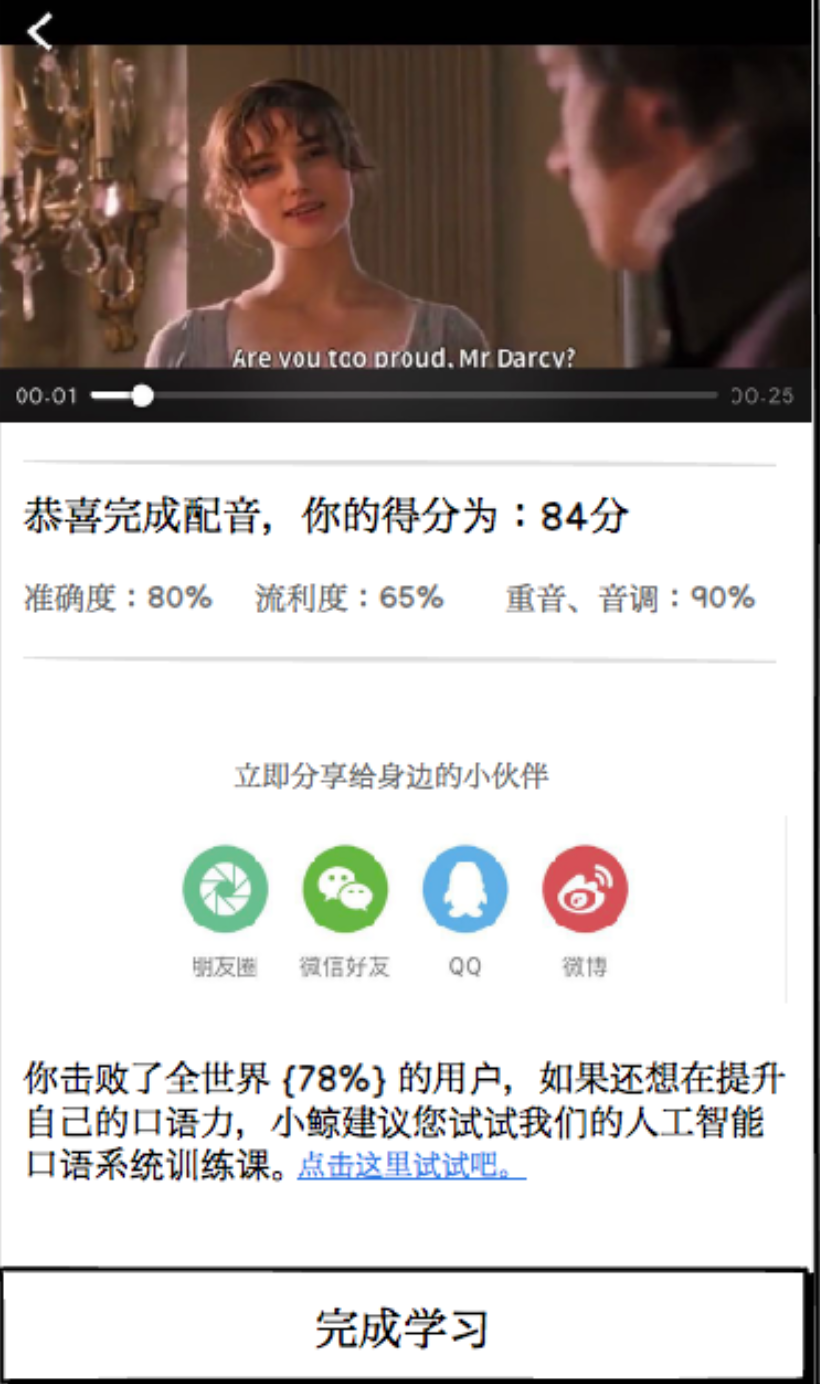 Are you too proud, Mr Darcy?
00:01 00:25
恭喜完成配音，你的得分为：84分
准确度：80% 流利度：65% 重音、音调：90%
立即分享给身边的小伙伴
朋友圈 微信好友 QQ 微博
你击败了全世界 {78%} 的用户，如果还想在提升
自己的口语力，小鲸建议您试试我们的人工智能
口语系统训练课。点击这里试试吧。
完成学习